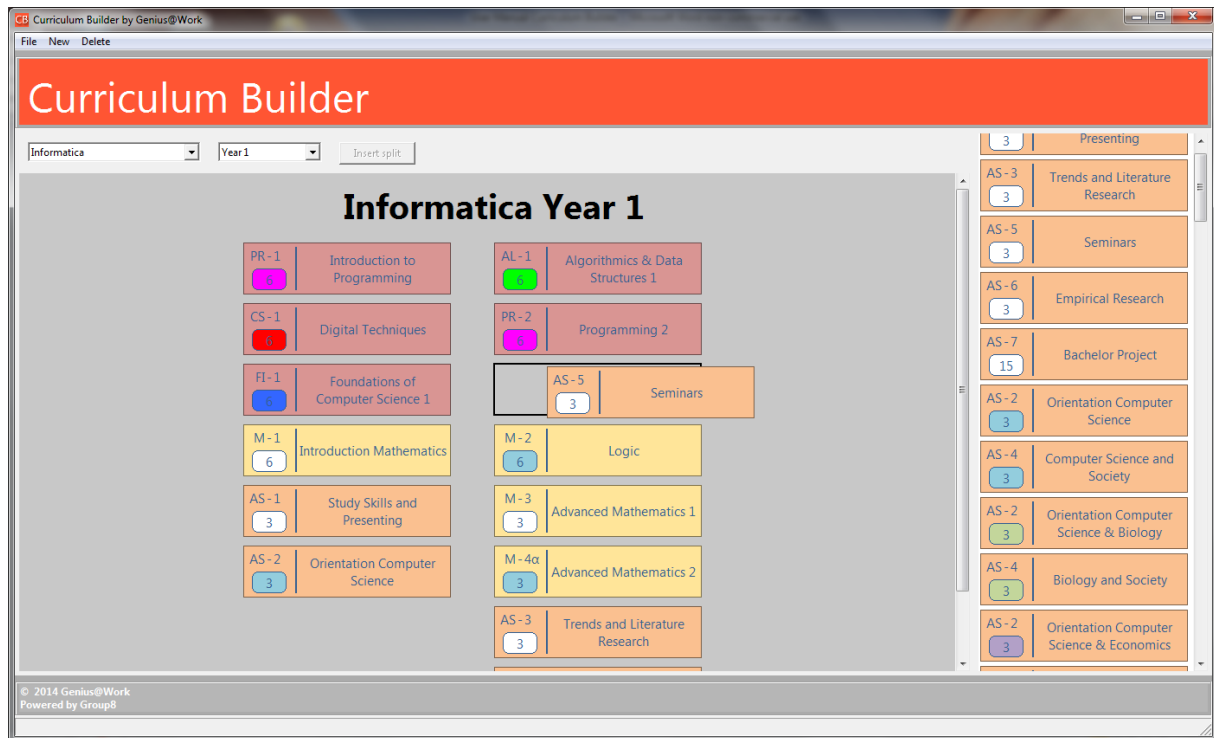 CB Curriculum Builder by Genius@Work
File New Delete
Curriculum Builder
Informatica
Year 1
Insert split
Informatica Year 1
PR-1
6
Introduction to
Programming
CS-1
6
Digital Techniques
FI-1
6
Foundations of
Computer Science 1
M-1
6
Introduction Mathematics
AS-1
3
Study Skills and
Presenting
AS-2
3
Orientation Computer
Science
AL-1
6
Algorithmics & Data
Structures 1
PR-2
6
Programming 2
AS-5
3
Seminars
M-2
6
Logic
M-3
3
Advanced Mathematics 1
M-4α
3
Advanced Mathematics 2
AS-3
3
Trends and Literature
Research
3
Presenting
AS-3
3
Trends and Literature
Research
AS-5
3
Seminars
AS-6
3
Empirical Research
AS-7
15
Bachelor Project
AS-2
3
Orientation Computer
Science
AS-4
3
Computer Science and
Society
AS-2
3
Orientation Computer
Science & Biology
AS-4
3
Biology and Society
AS-2
3
Orientation Computer
Science & Economics
© 2014 Genius@Work
Powered by Group8